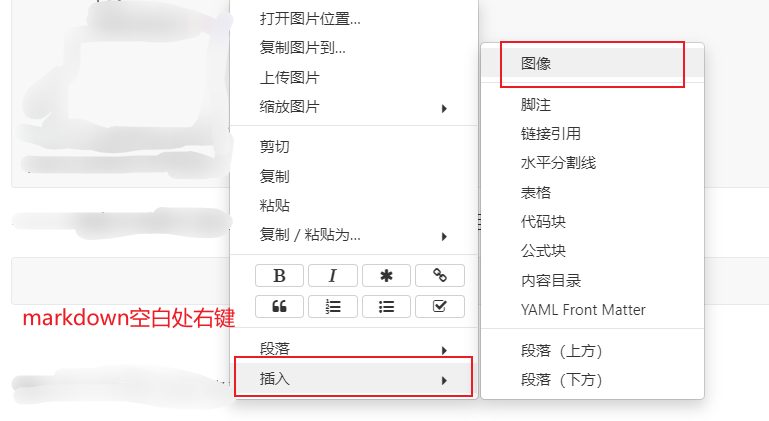 打开图片位置...
复制图片到...
上传图片
缩放图片
剪切
复制
粘贴
复制 / 粘贴为...
B I
段落
插入
图像
脚注
链接引用
水平分割线
表格
代码块
公式块
内容目录
YAML Front Matter
段落（上方）
段落（下方）
markdown空白处右键